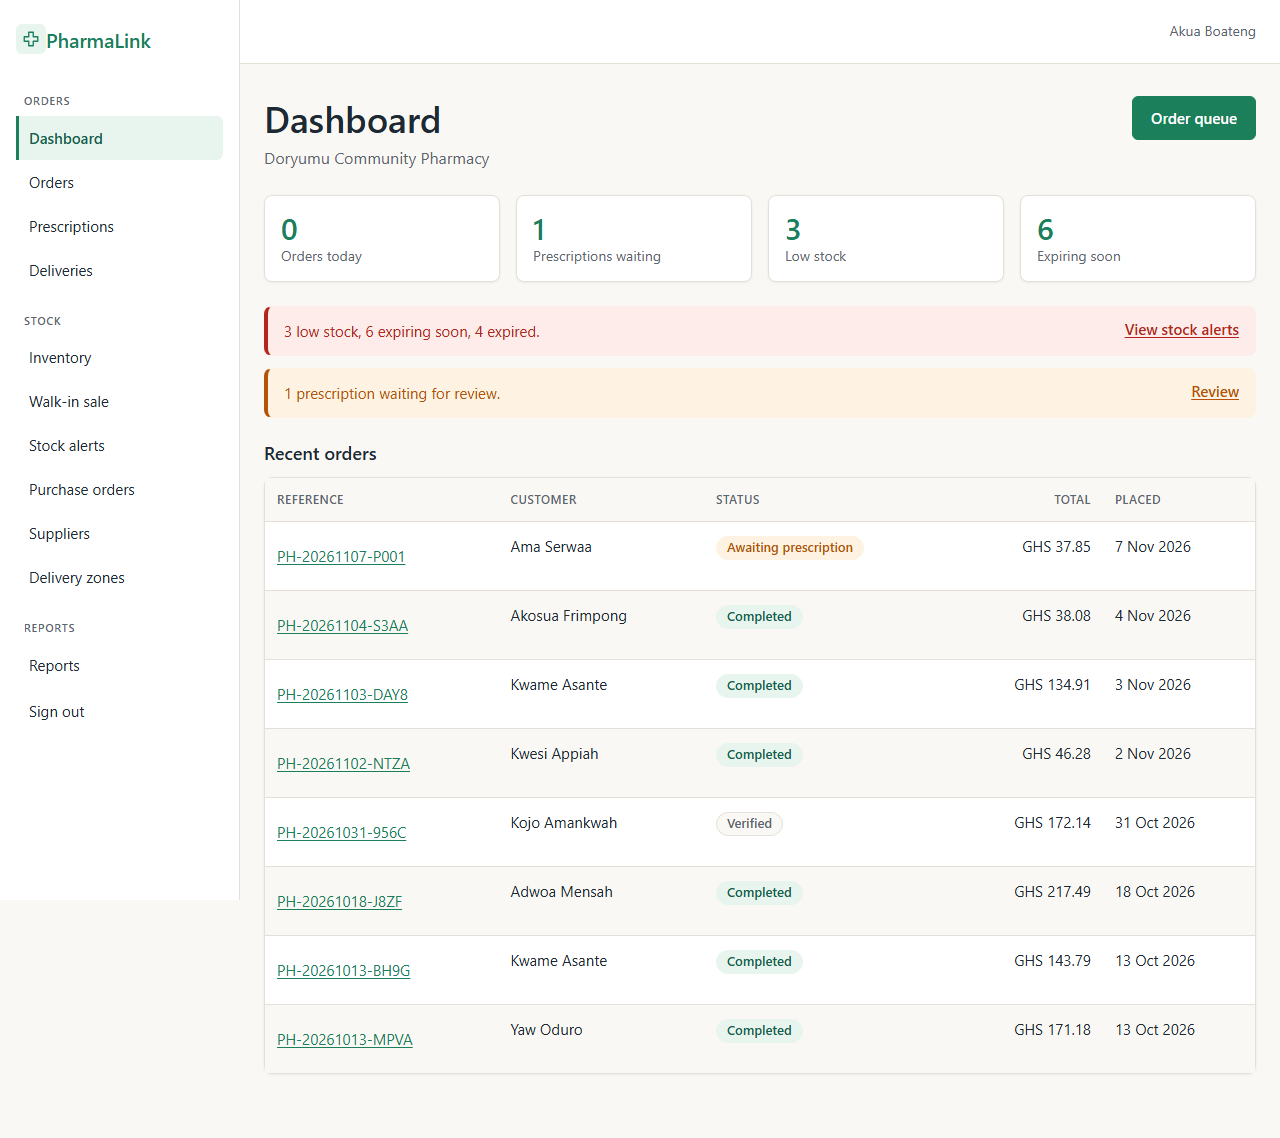 PharmaLink
Akua Boateng
ORDERS
Dashboard
Orders
Prescriptions
Deliveries
STOCK
Inventory
Walk-in sale
Stock alerts
Purchase orders
Suppliers
Delivery zones
REPORTS
Reports
Sign out
Dashboard
Order queue
Doryumu Community Pharmacy
0
Orders today
1
Prescriptions waiting
3
Low stock
6
Expiring soon
3 low stock, 6 expiring soon, 4 expired. View stock alerts
1 prescription waiting for review. Review
Recent orders
REFERENCE CUSTOMER STATUS TOTAL PLACED
PH-20261107-P001 Ama Serwaa Awaiting prescription GHS 37.85 7 Nov 2026
PH-20261104-S3AA Akosua Frimpong Completed GHS 38.08 4 Nov 2026
PH-20261103-DAY8 Kwame Asante Completed GHS 134.91 3 Nov 2026
PH-20261102-NTZA Kwesi Appiah Completed GHS 46.28 2 Nov 2026
PH-20261031-956C Kojo Amankwah Verified GHS 172.14 31 Oct 2026
PH-20261018-J8ZF Adwoa Mensah Completed GHS 217.49 18 Oct 2026
PH-20261013-BH9G Kwame Asante Completed GHS 143.79 13 Oct 2026
PH-20261013-MPVA Yaw Oduro Completed GHS 171.18 13 Oct 2026